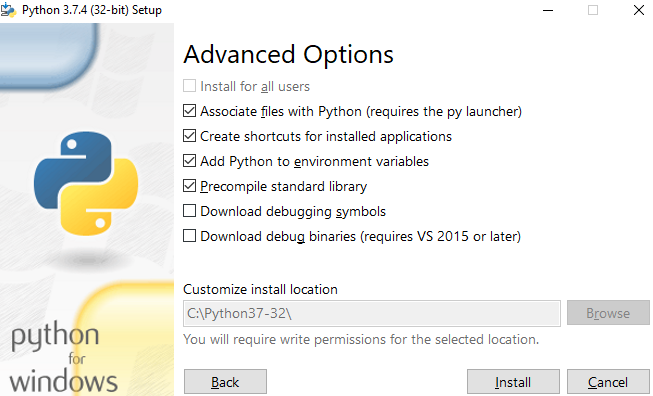 Python 3.7.4 (32-bit) Setup
Advanced Options
Install for all users
Associate files with Python (requires the py launcher)
Create shortcuts for installed applications
Add Python to environment variables
Precompile standard library
Download debugging symbols
Download debug binaries (requires VS 2015 or later)
Customize install location
C:\Python37-32\
Browse
You will require write permissions for the selected location.
python
for
windows
Back
Install
Cancel